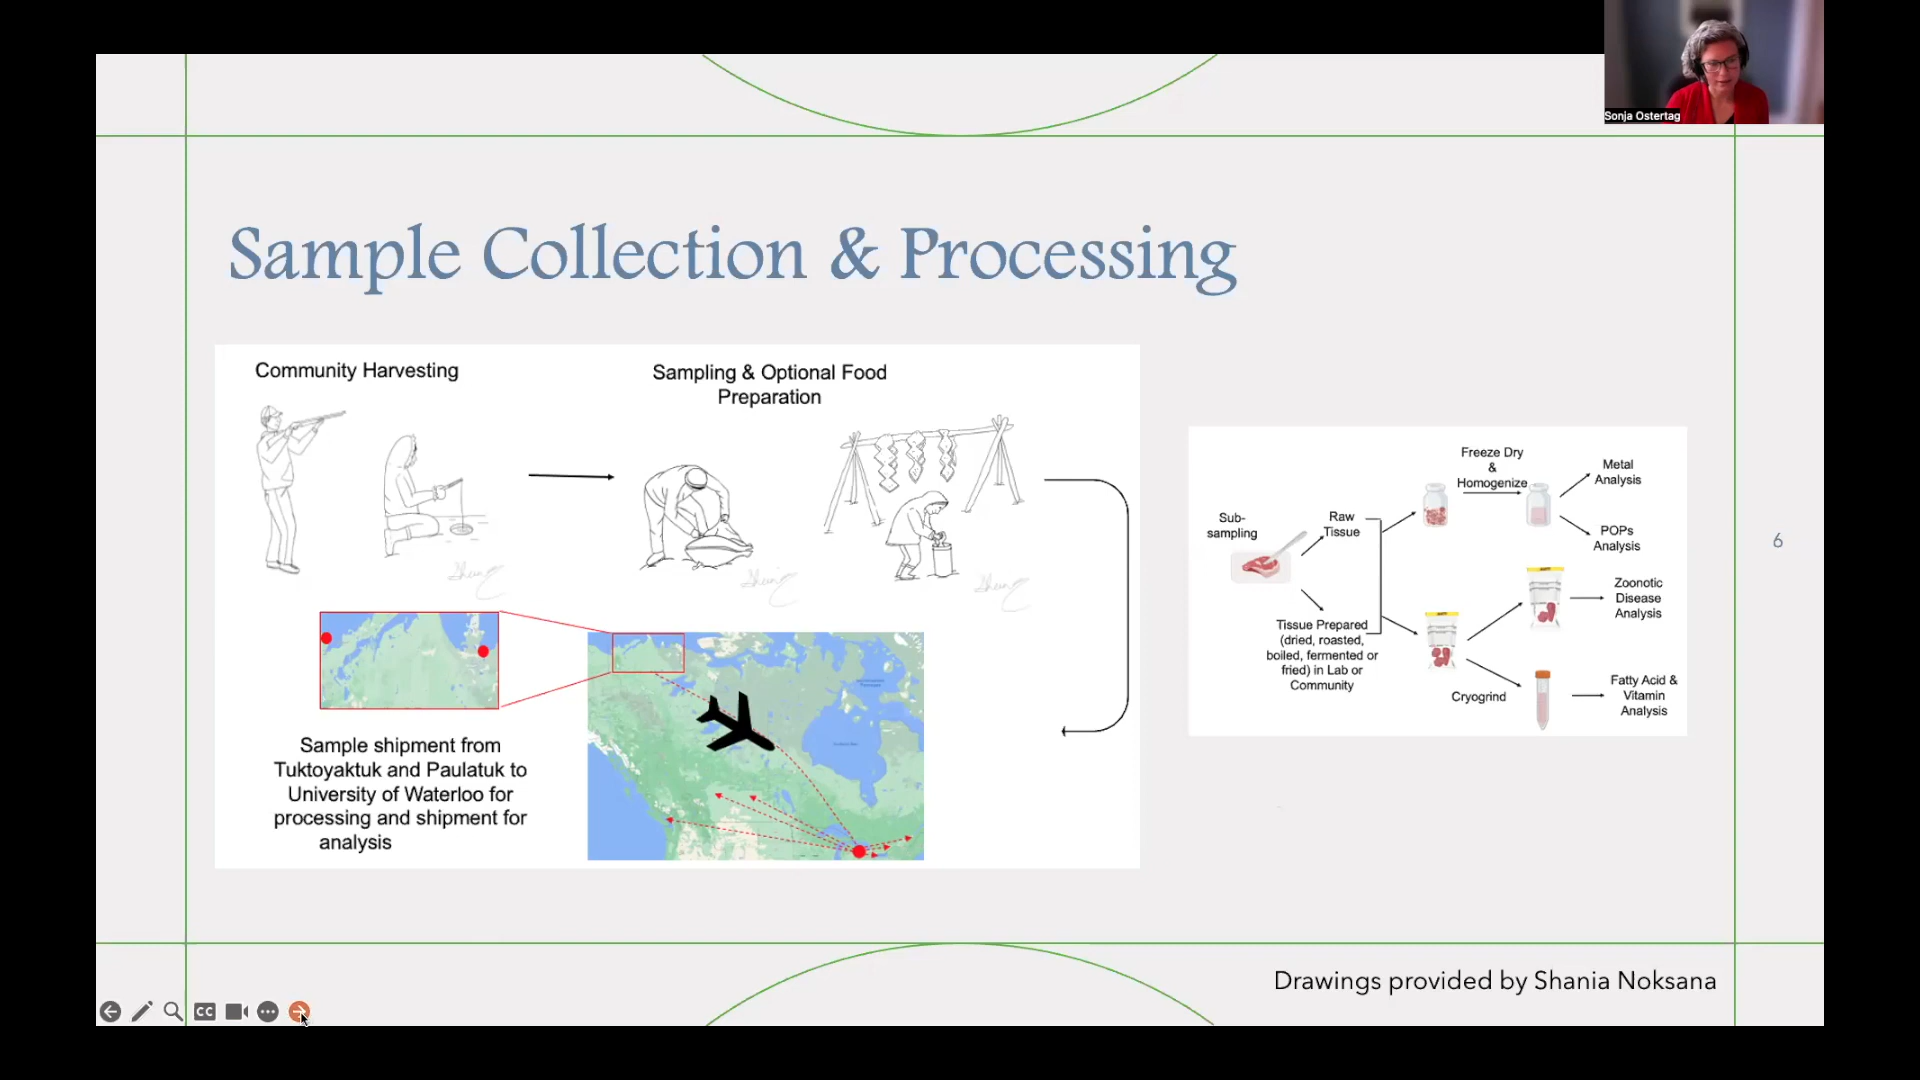 Sonja Ostertag
Sample Collection & Processing
Community Harvesting
Sampling & Optional Food
Preparation
Sample shipment from
Tuktoyaktuk and Paulatuk to
University of Waterloo for
processing and shipment for
analysis
Sub-
sampling
Raw
Tissue
Tissue Prepared
(dried, roasted,
boiled, fermented or
fried) in Lab or
Community
Freeze Dry
&
Homogenize
Metal
Analysis
POPs
Analysis
Zoonotic
Disease
Analysis
Cryogrind
Fatty Acid &
Vitamin
Analysis
6
Drawings provided by Shania Noksana
CC